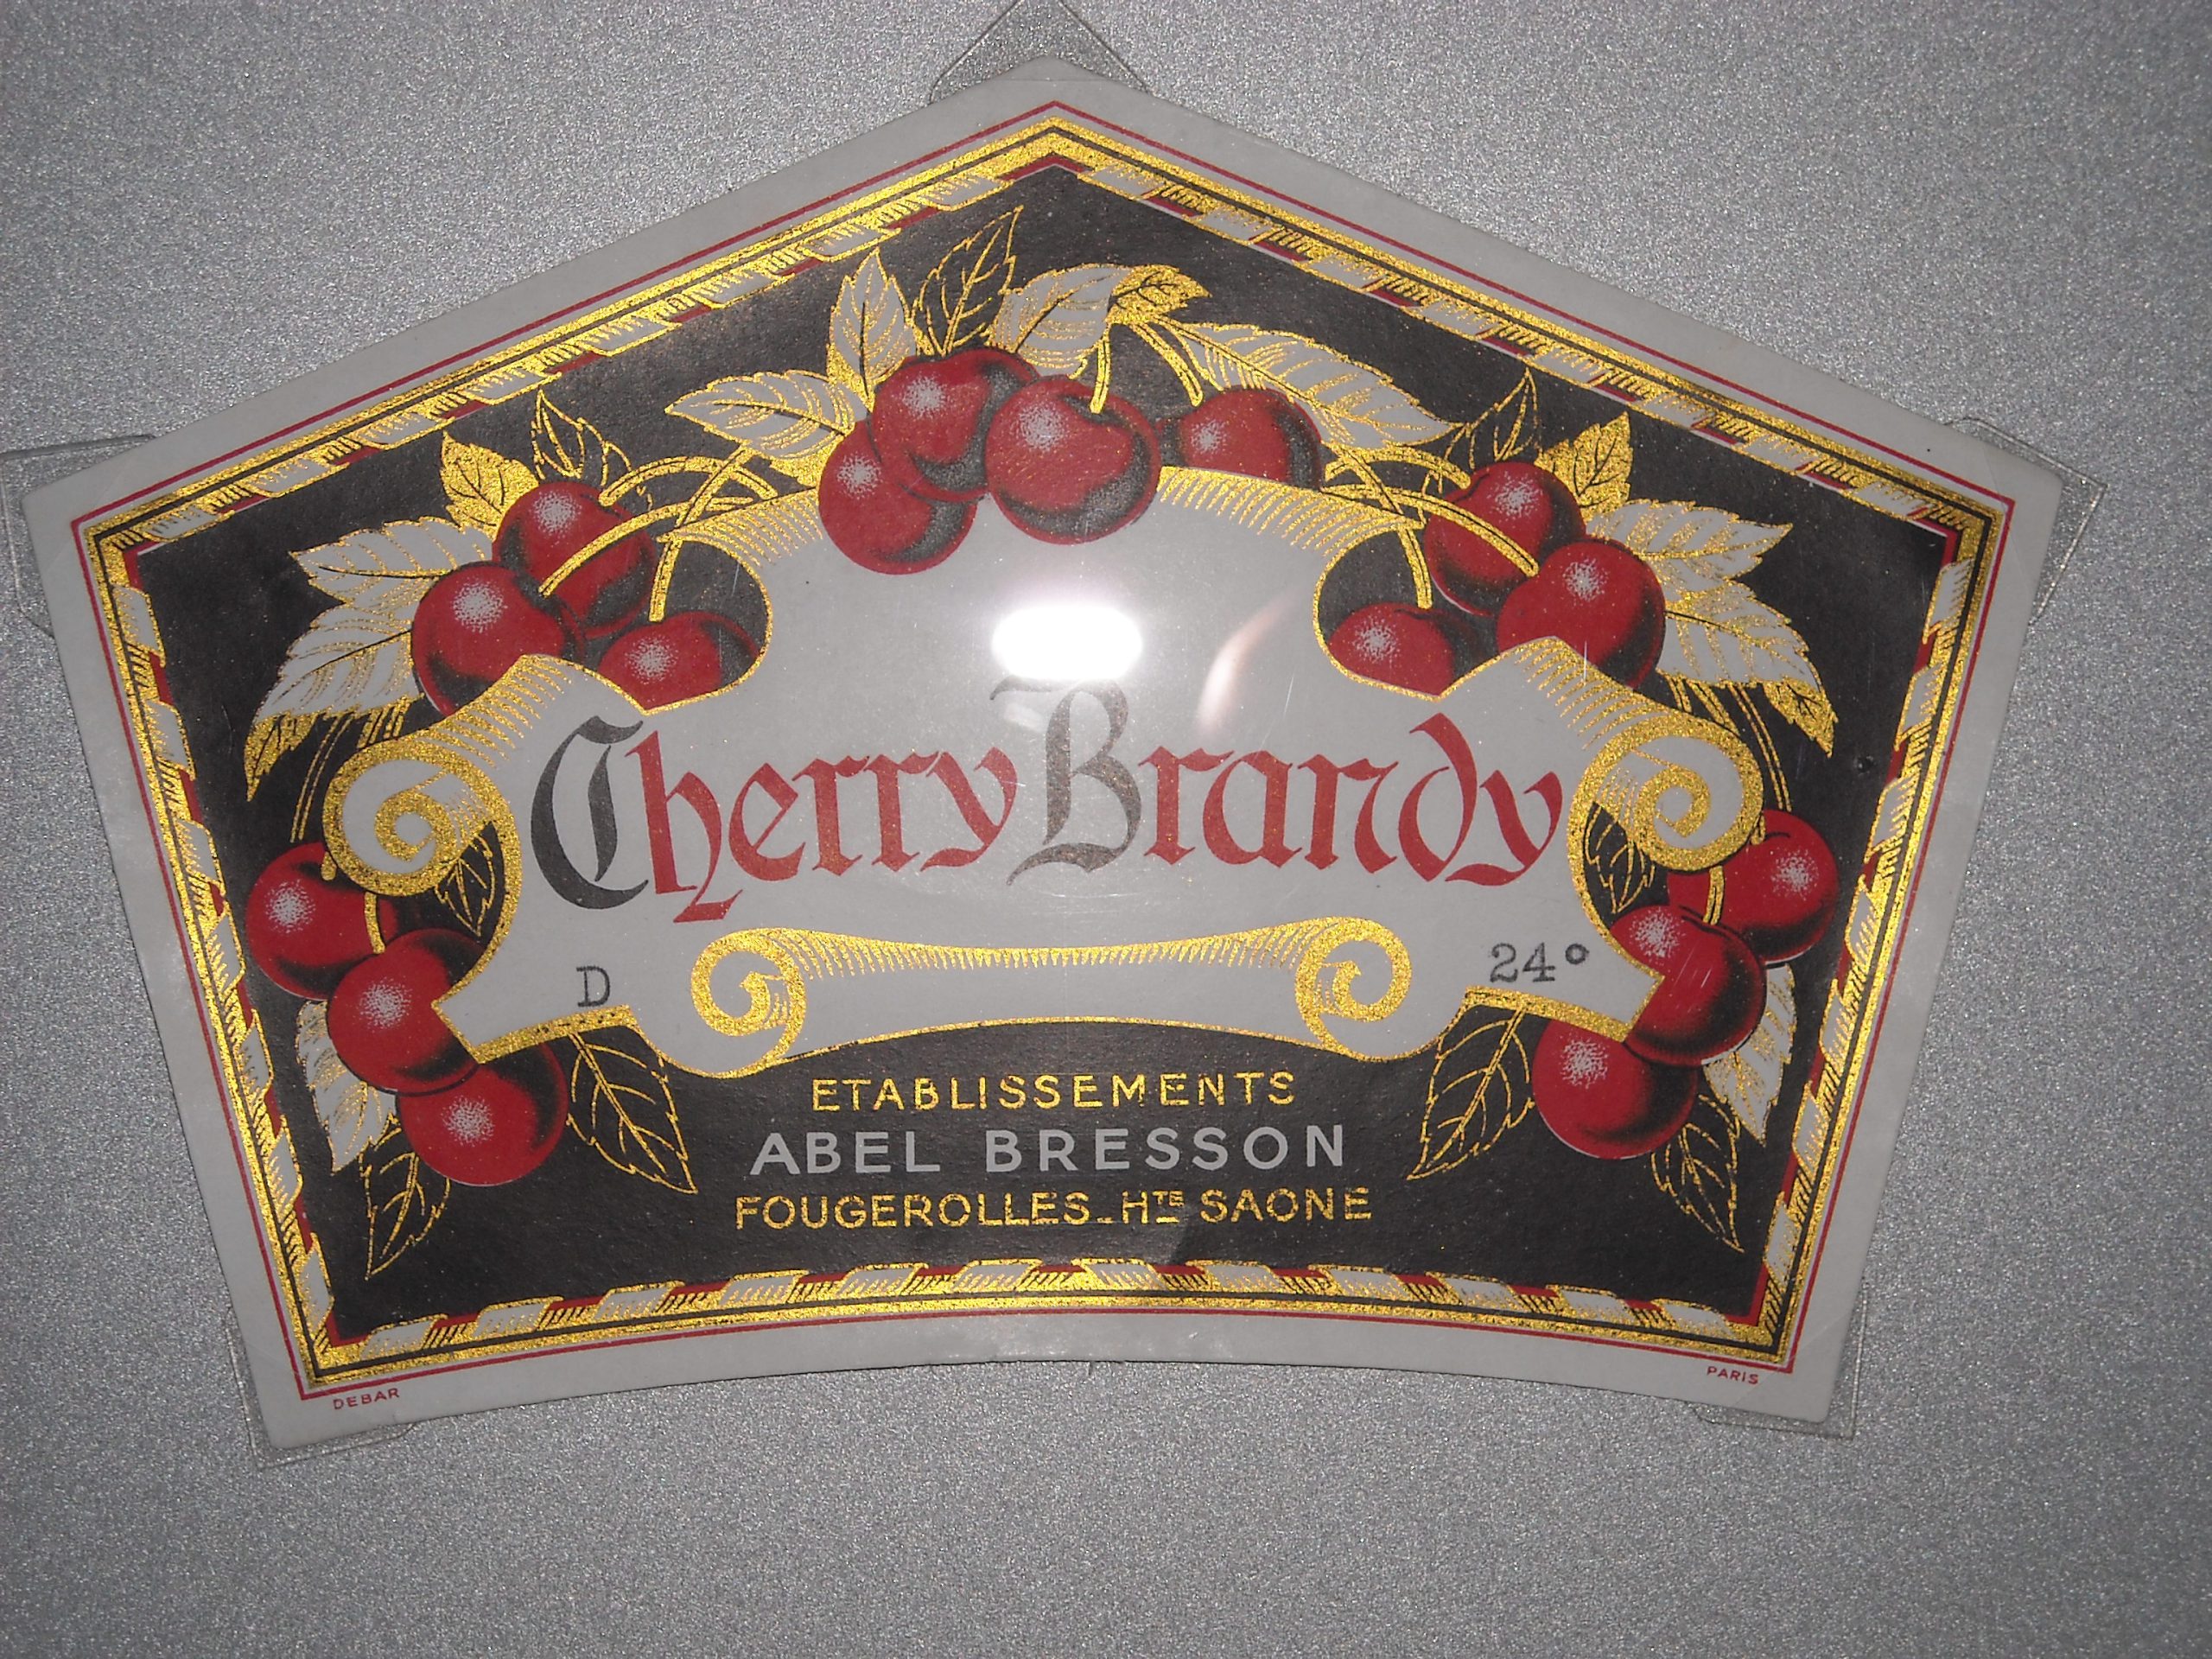 Cherry Brandy
D 24°
ETABLISSEMENTS
ABEL BRESSON
FOUGEROLLES_HTE SAONE
DEBAR PARIS